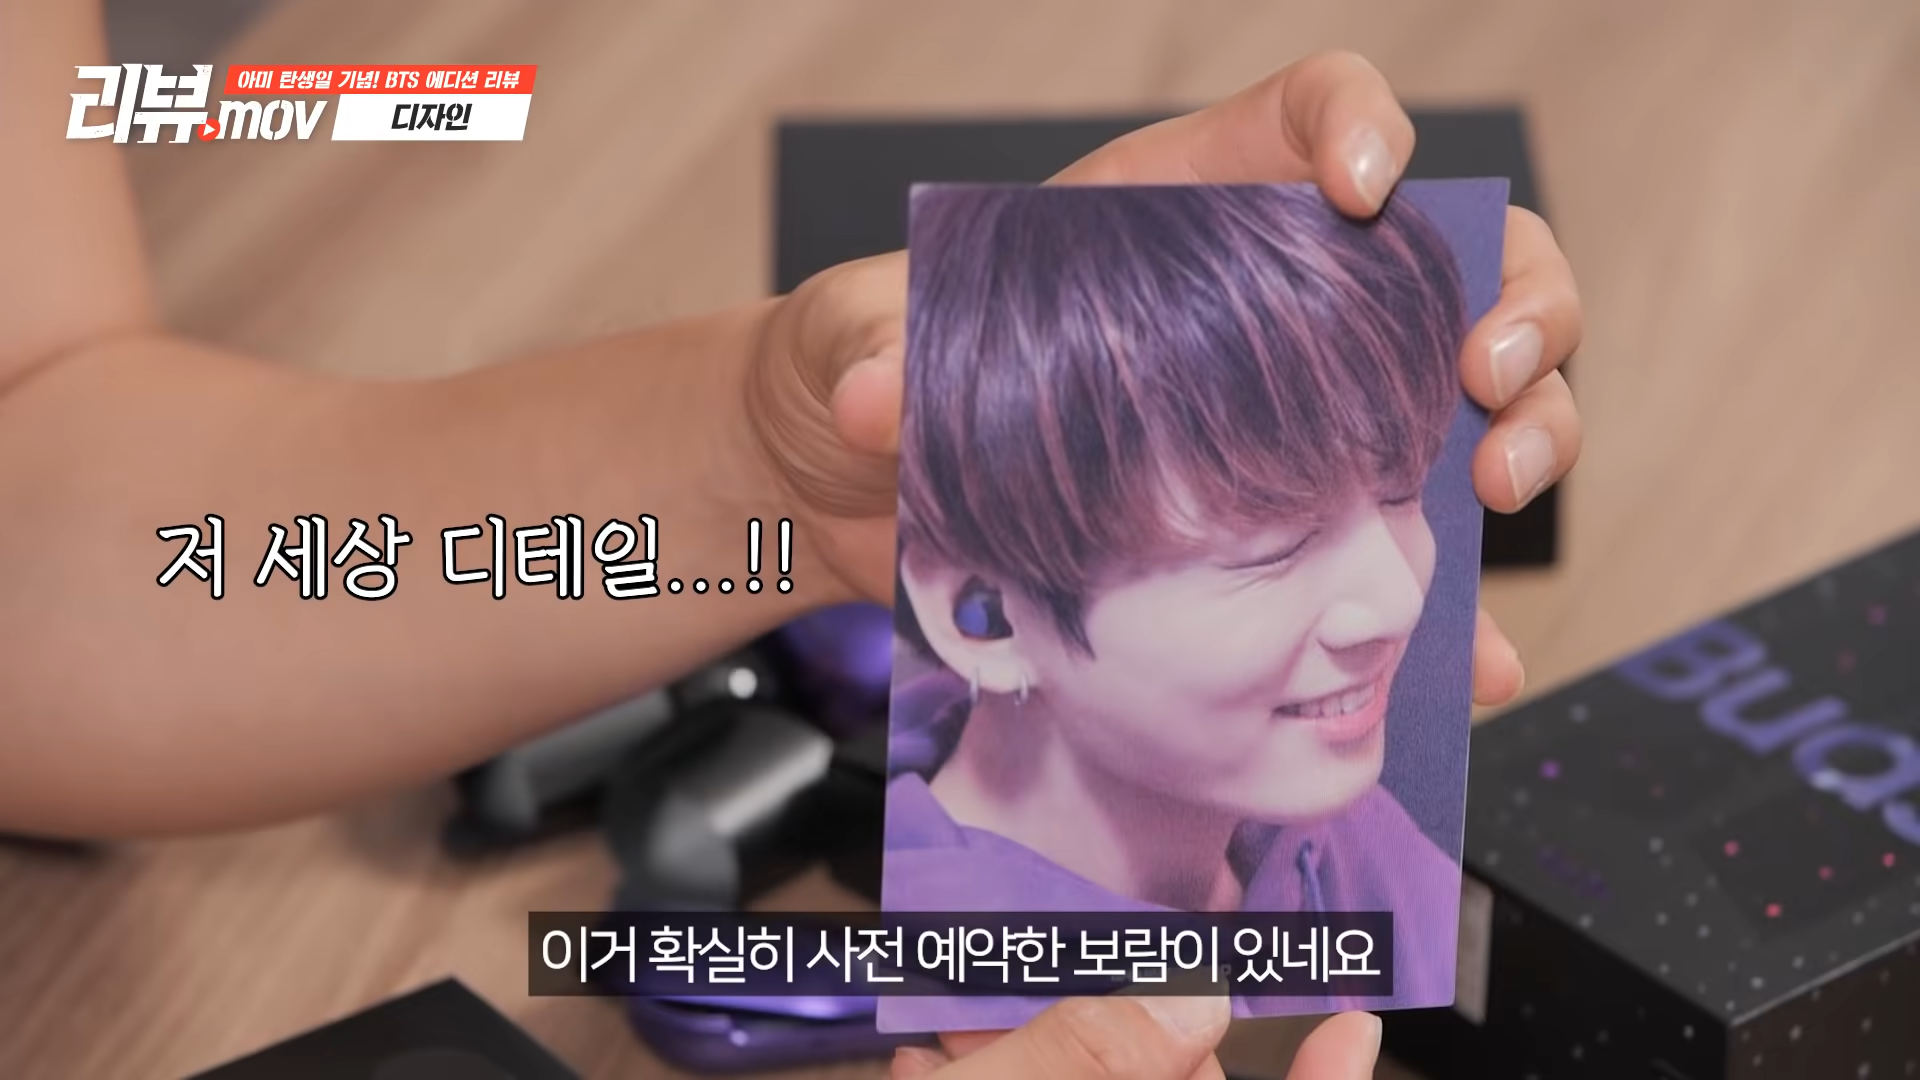 리뷰.mov
아미 탄생일 기념! BTS 에디션 리뷰
디자인
저 세상 디테일...!!
Buds
이거 확실히 사전 예약한 보람이 있네요